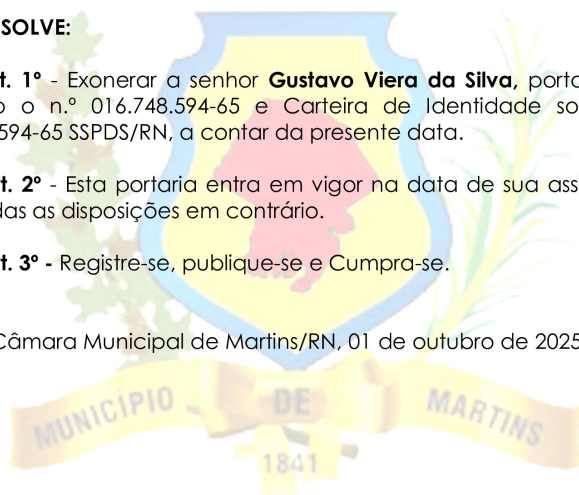 SOLVE:
t. 1º - Exonerar a senhor Gustavo Viera da Silva, porta
o o n.º 016.748.594-65 e Carteira de Identidade so
594-65 SSPDS/RN, a contar da presente data.
t. 2º - Esta portaria entra em vigor na data de sua ass
das as disposições em contrário.
t. 3º - Registre-se, publique-se e Cumpra-se.
Câmara Municipal de Martins/RN, 01 de outubro de 2025
MUNICÍPIO DE MARTINS
1841